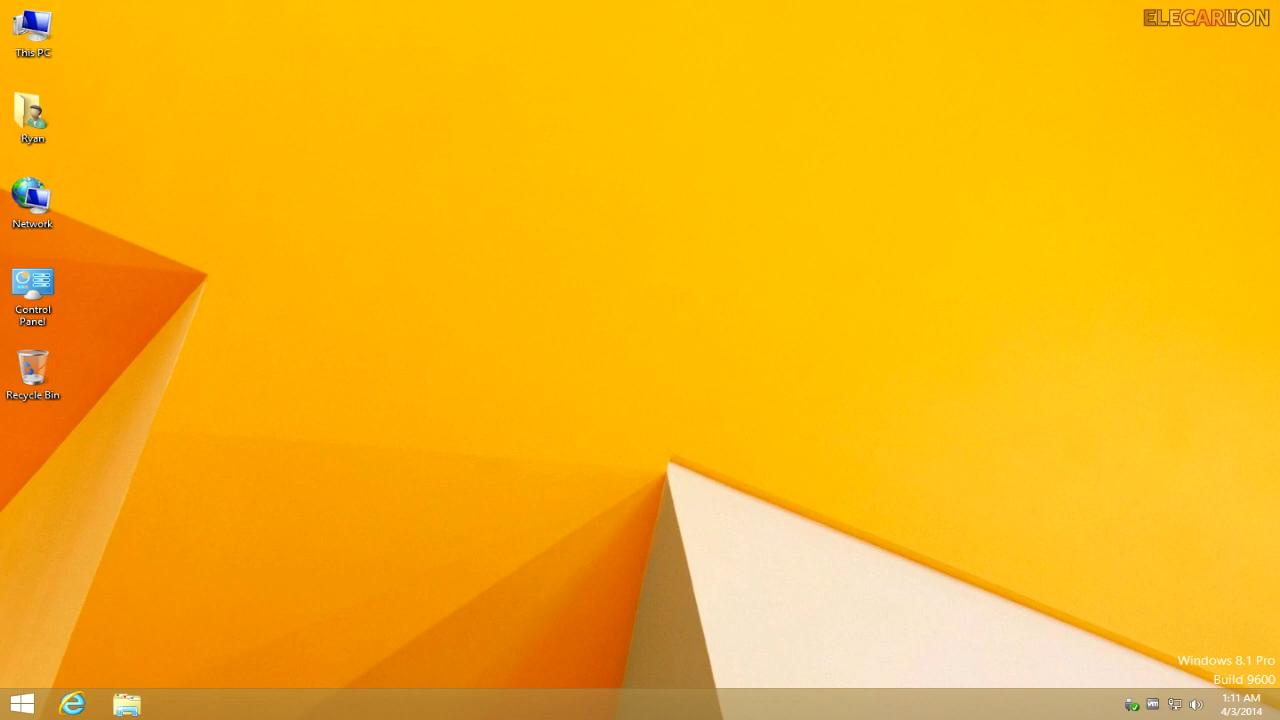 ELECARTON
This PC
Ryan
Network
Control
Panel
Recycle Bin
Windows 8.1 Pro
Build 9600
1:11 AM
4/3/2014